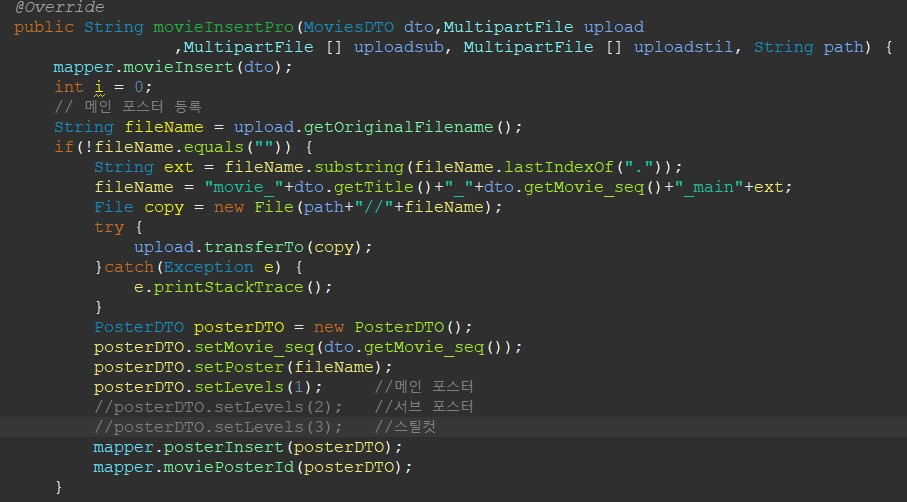 @Override
public String movieInsertPro(MoviesDTO dto,MultipartFile upload
,MultipartFile [] uploadsub, MultipartFile [] uploadstil, String path) {
mapper.movieInsert(dto);
int i = 0;
// 메인 포스터 등록
String fileName = upload.getOriginalFilename();
if(!fileName.equals("")) {
String ext = fileName.substring(fileName.lastIndexOf("."));
fileName = "movie_"+dto.getTitle()+"_"+dto.getMovie_seq()+"_main"+ext;
File copy = new File(path+"//"+fileName);
try {
upload.transferTo(copy);
}catch(Exception e) {
e.printStackTrace();
}
PosterDTO posterDTO = new PosterDTO();
posterDTO.setMovie_seq(dto.getMovie_seq());
posterDTO.setPoster(fileName);
posterDTO.setLevels(1); //메인 포스터
//posterDTO.setLevels(2); //서브 포스터
//posterDTO.setLevels(3); //스틸컷
mapper.posterInsert(posterDTO);
mapper.moviePosterId(posterDTO);
}